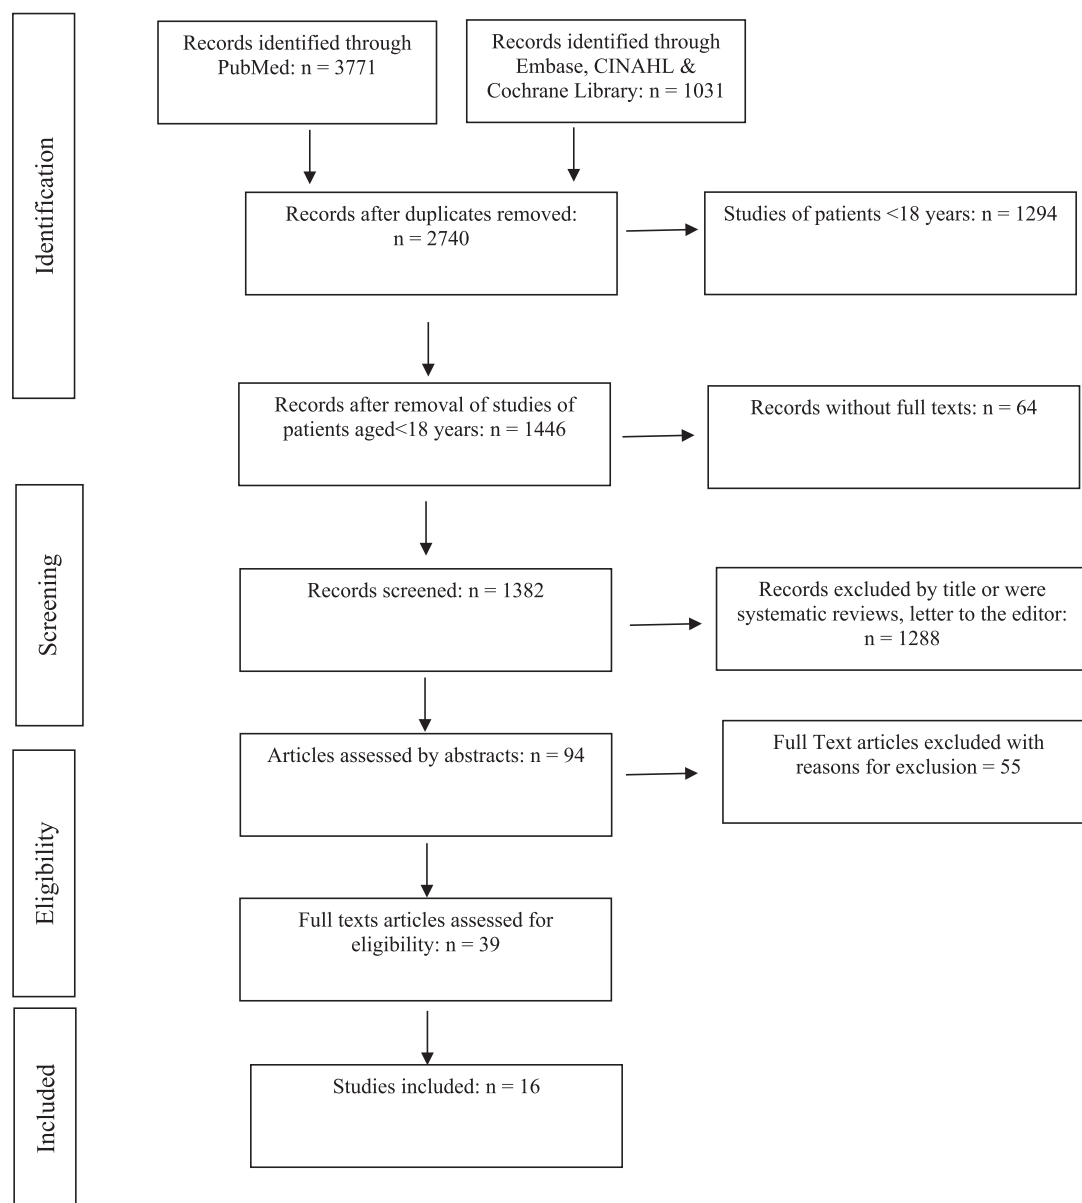 Identification
Records identified through
PubMed: n = 3771
Records identified through
Embase, CINAHL &
Cochrane Library: n = 1031
Records after duplicates removed:
n = 2740
Studies of patients <18 years: n = 1294
Records after removal of studies of
patients aged<18 years: n = 1446
Records without full texts: n = 64
Screening
Records screened: n = 1382
Records excluded by title or were
systematic reviews, letter to the editor:
n = 1288
Eligibility
Articles assessed by abstracts: n = 94
Full Text articles excluded with
reasons for exclusion = 55
Full texts articles assessed for
eligibility: n = 39
Included
Studies included: n = 16